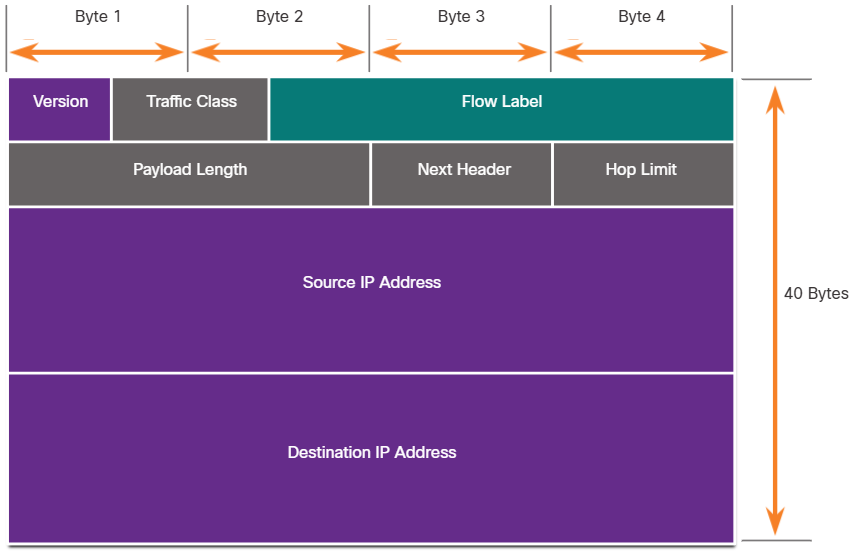 Byte 1
Byte 2
Byte 3
Byte 4
Version
Traffic Class
Flow Label
Payload Length
Next Header
Hop Limit
Source IP Address
40 Bytes
Destination IP Address